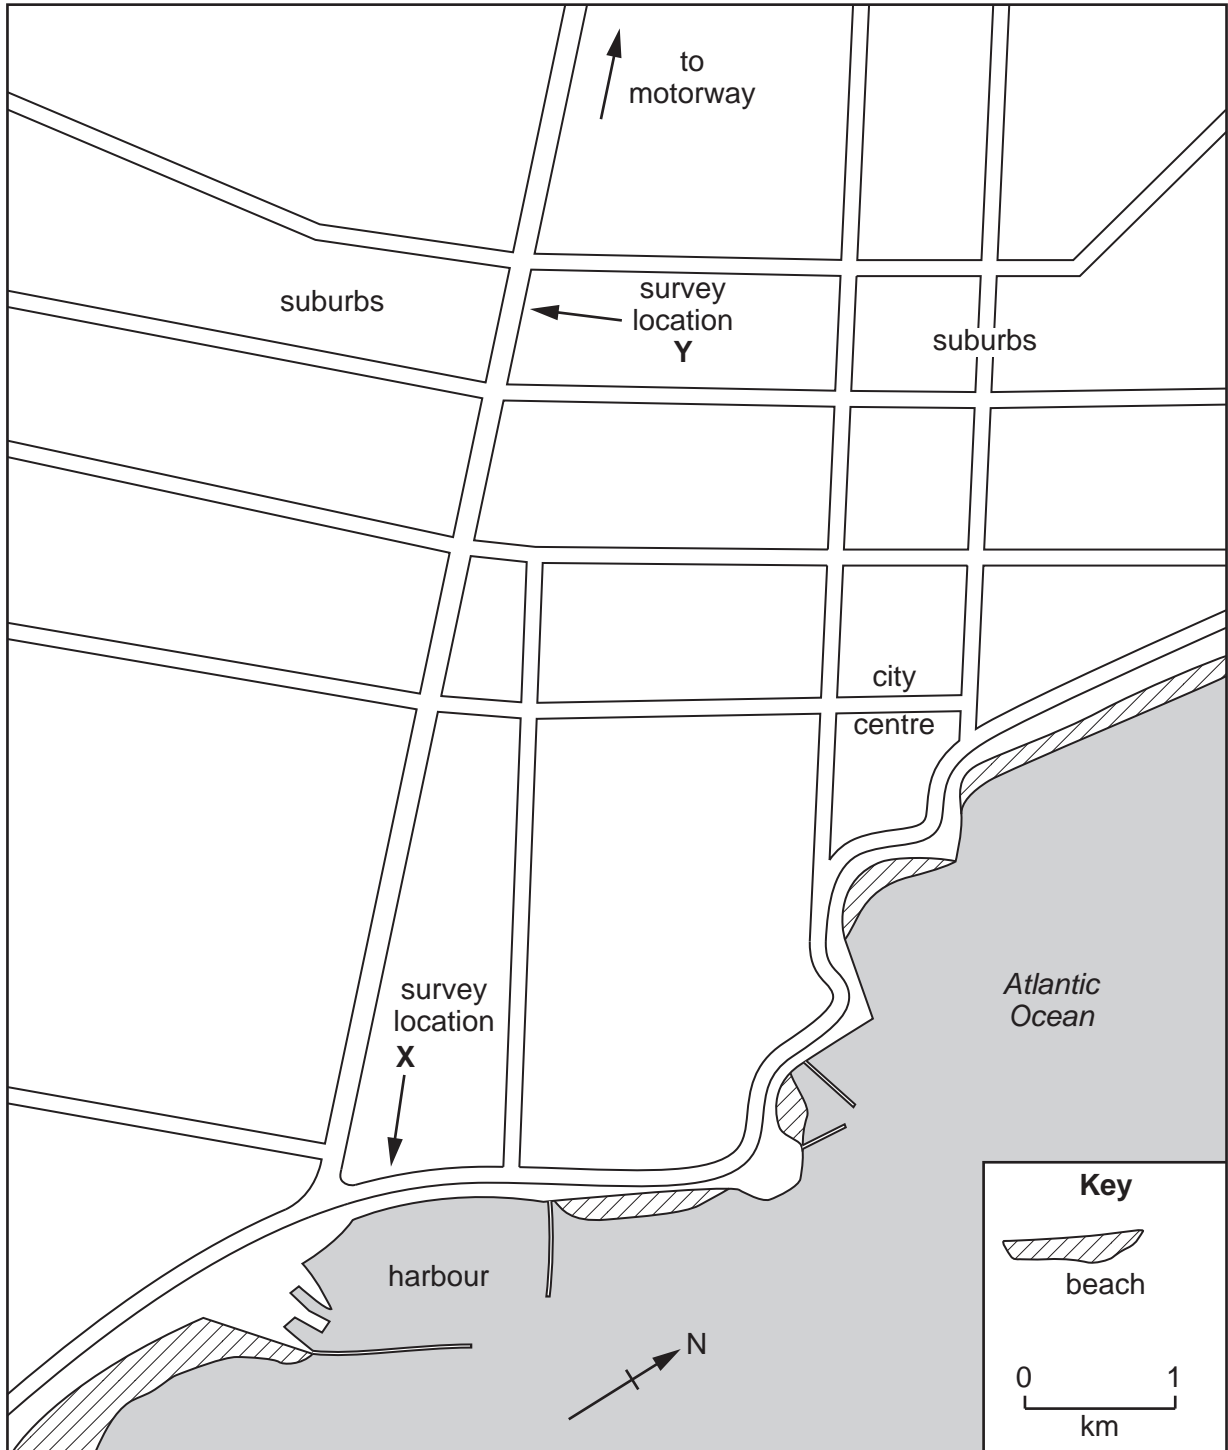 to
motorway
suburbs
survey
location
Y
suburbs
city
centre
survey
location
X
Atlantic
Ocean
harbour
N
Key
beach
0 1
km